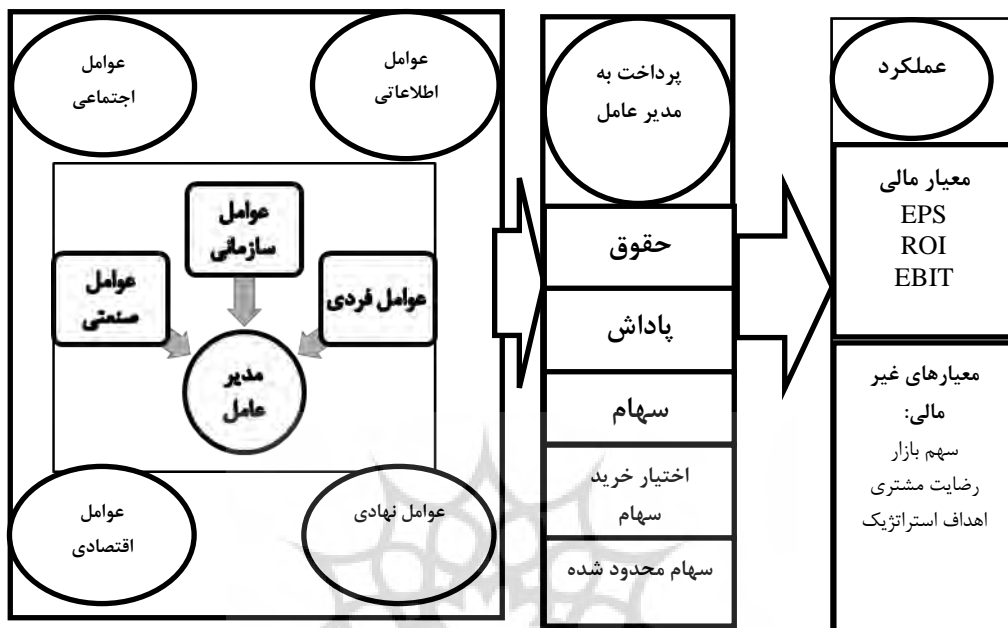 عوامل
اجتماعی
عوامل
اطلاعاتی
عوامل
سازمانی
عوامل
صنعتی
عوامل فردی
مدیر
عامل
عوامل
اقتصادی
عوامل نهادی
پرداخت به
مدیر عامل
حقوق
پاداش
سهام
اختیار خرید
سهام
سهام محدود شده
عملکرد
معیار مالی
EPS
ROI
EBIT
معیارهای غیر
مالی:
سهم بازار
رضایت مشتری
اهداف استراتژیک